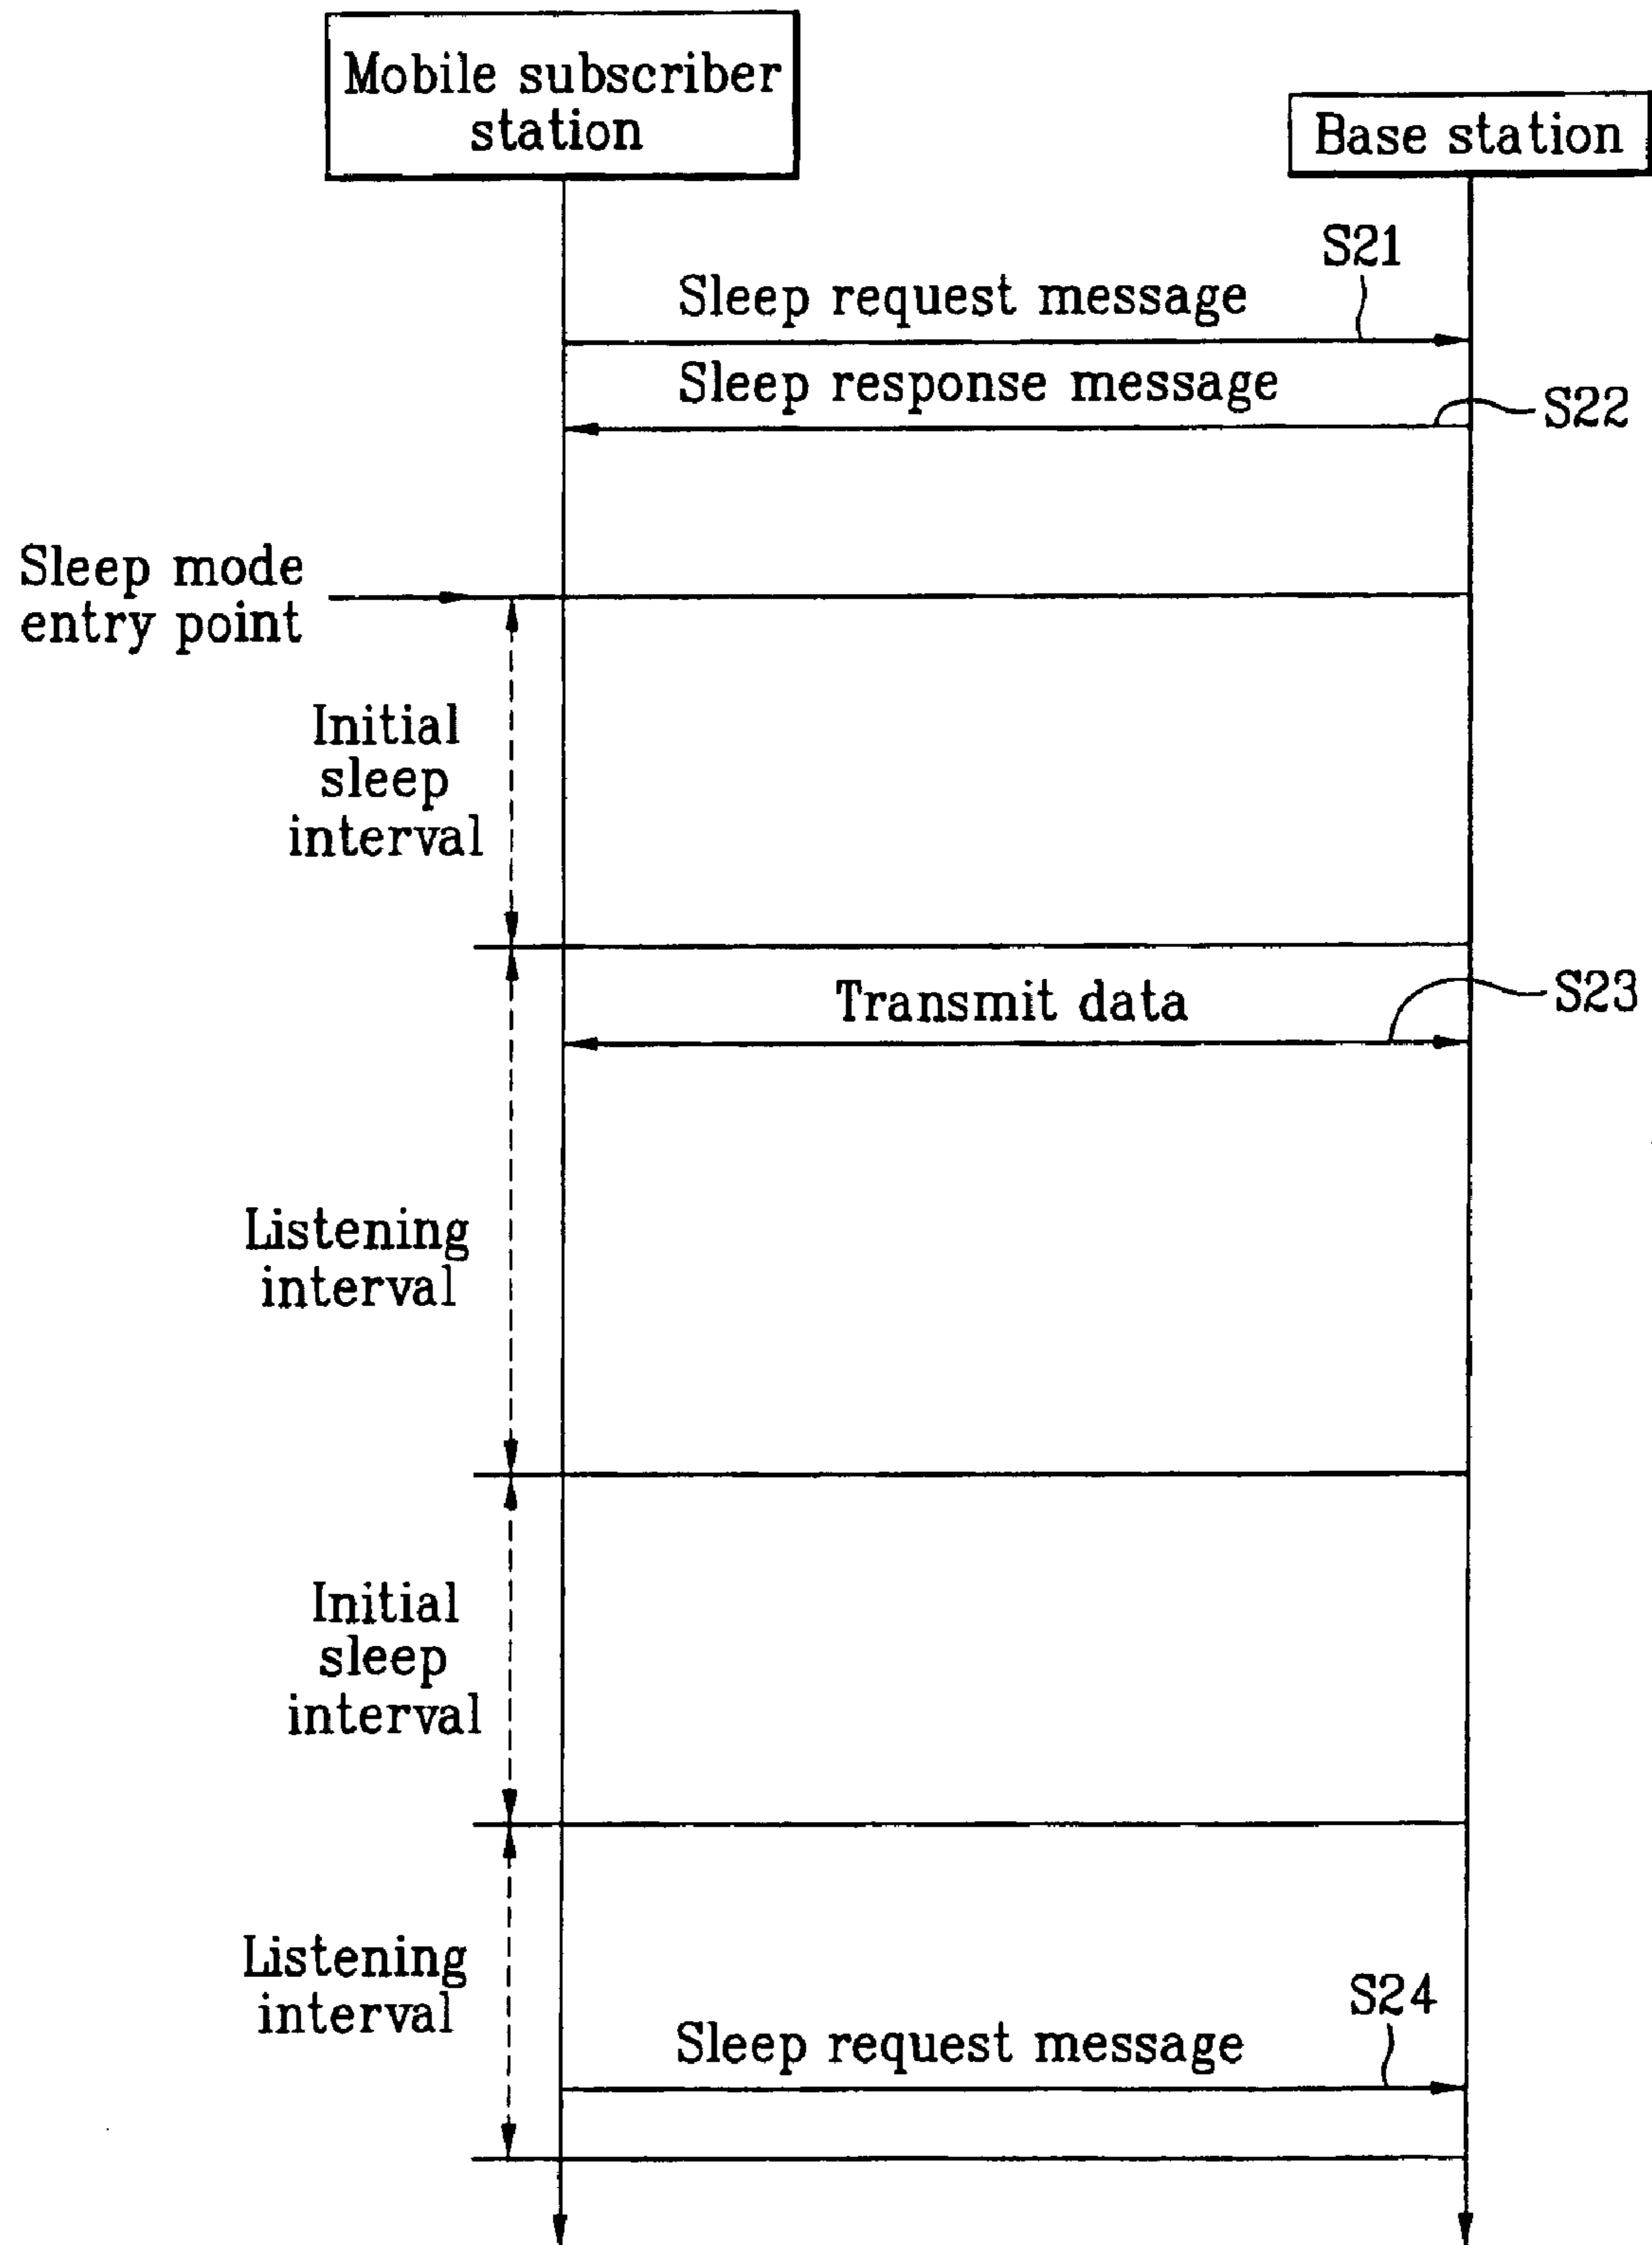 Mobile subscriber
station
Base station
S21
Sleep request message
Sleep response message
S22
Sleep mode
entry point
Initial
sleep
interval
Transmit data
S23
Listening
interval
Initial
sleep
interval
Listening
interval
S24
Sleep request message